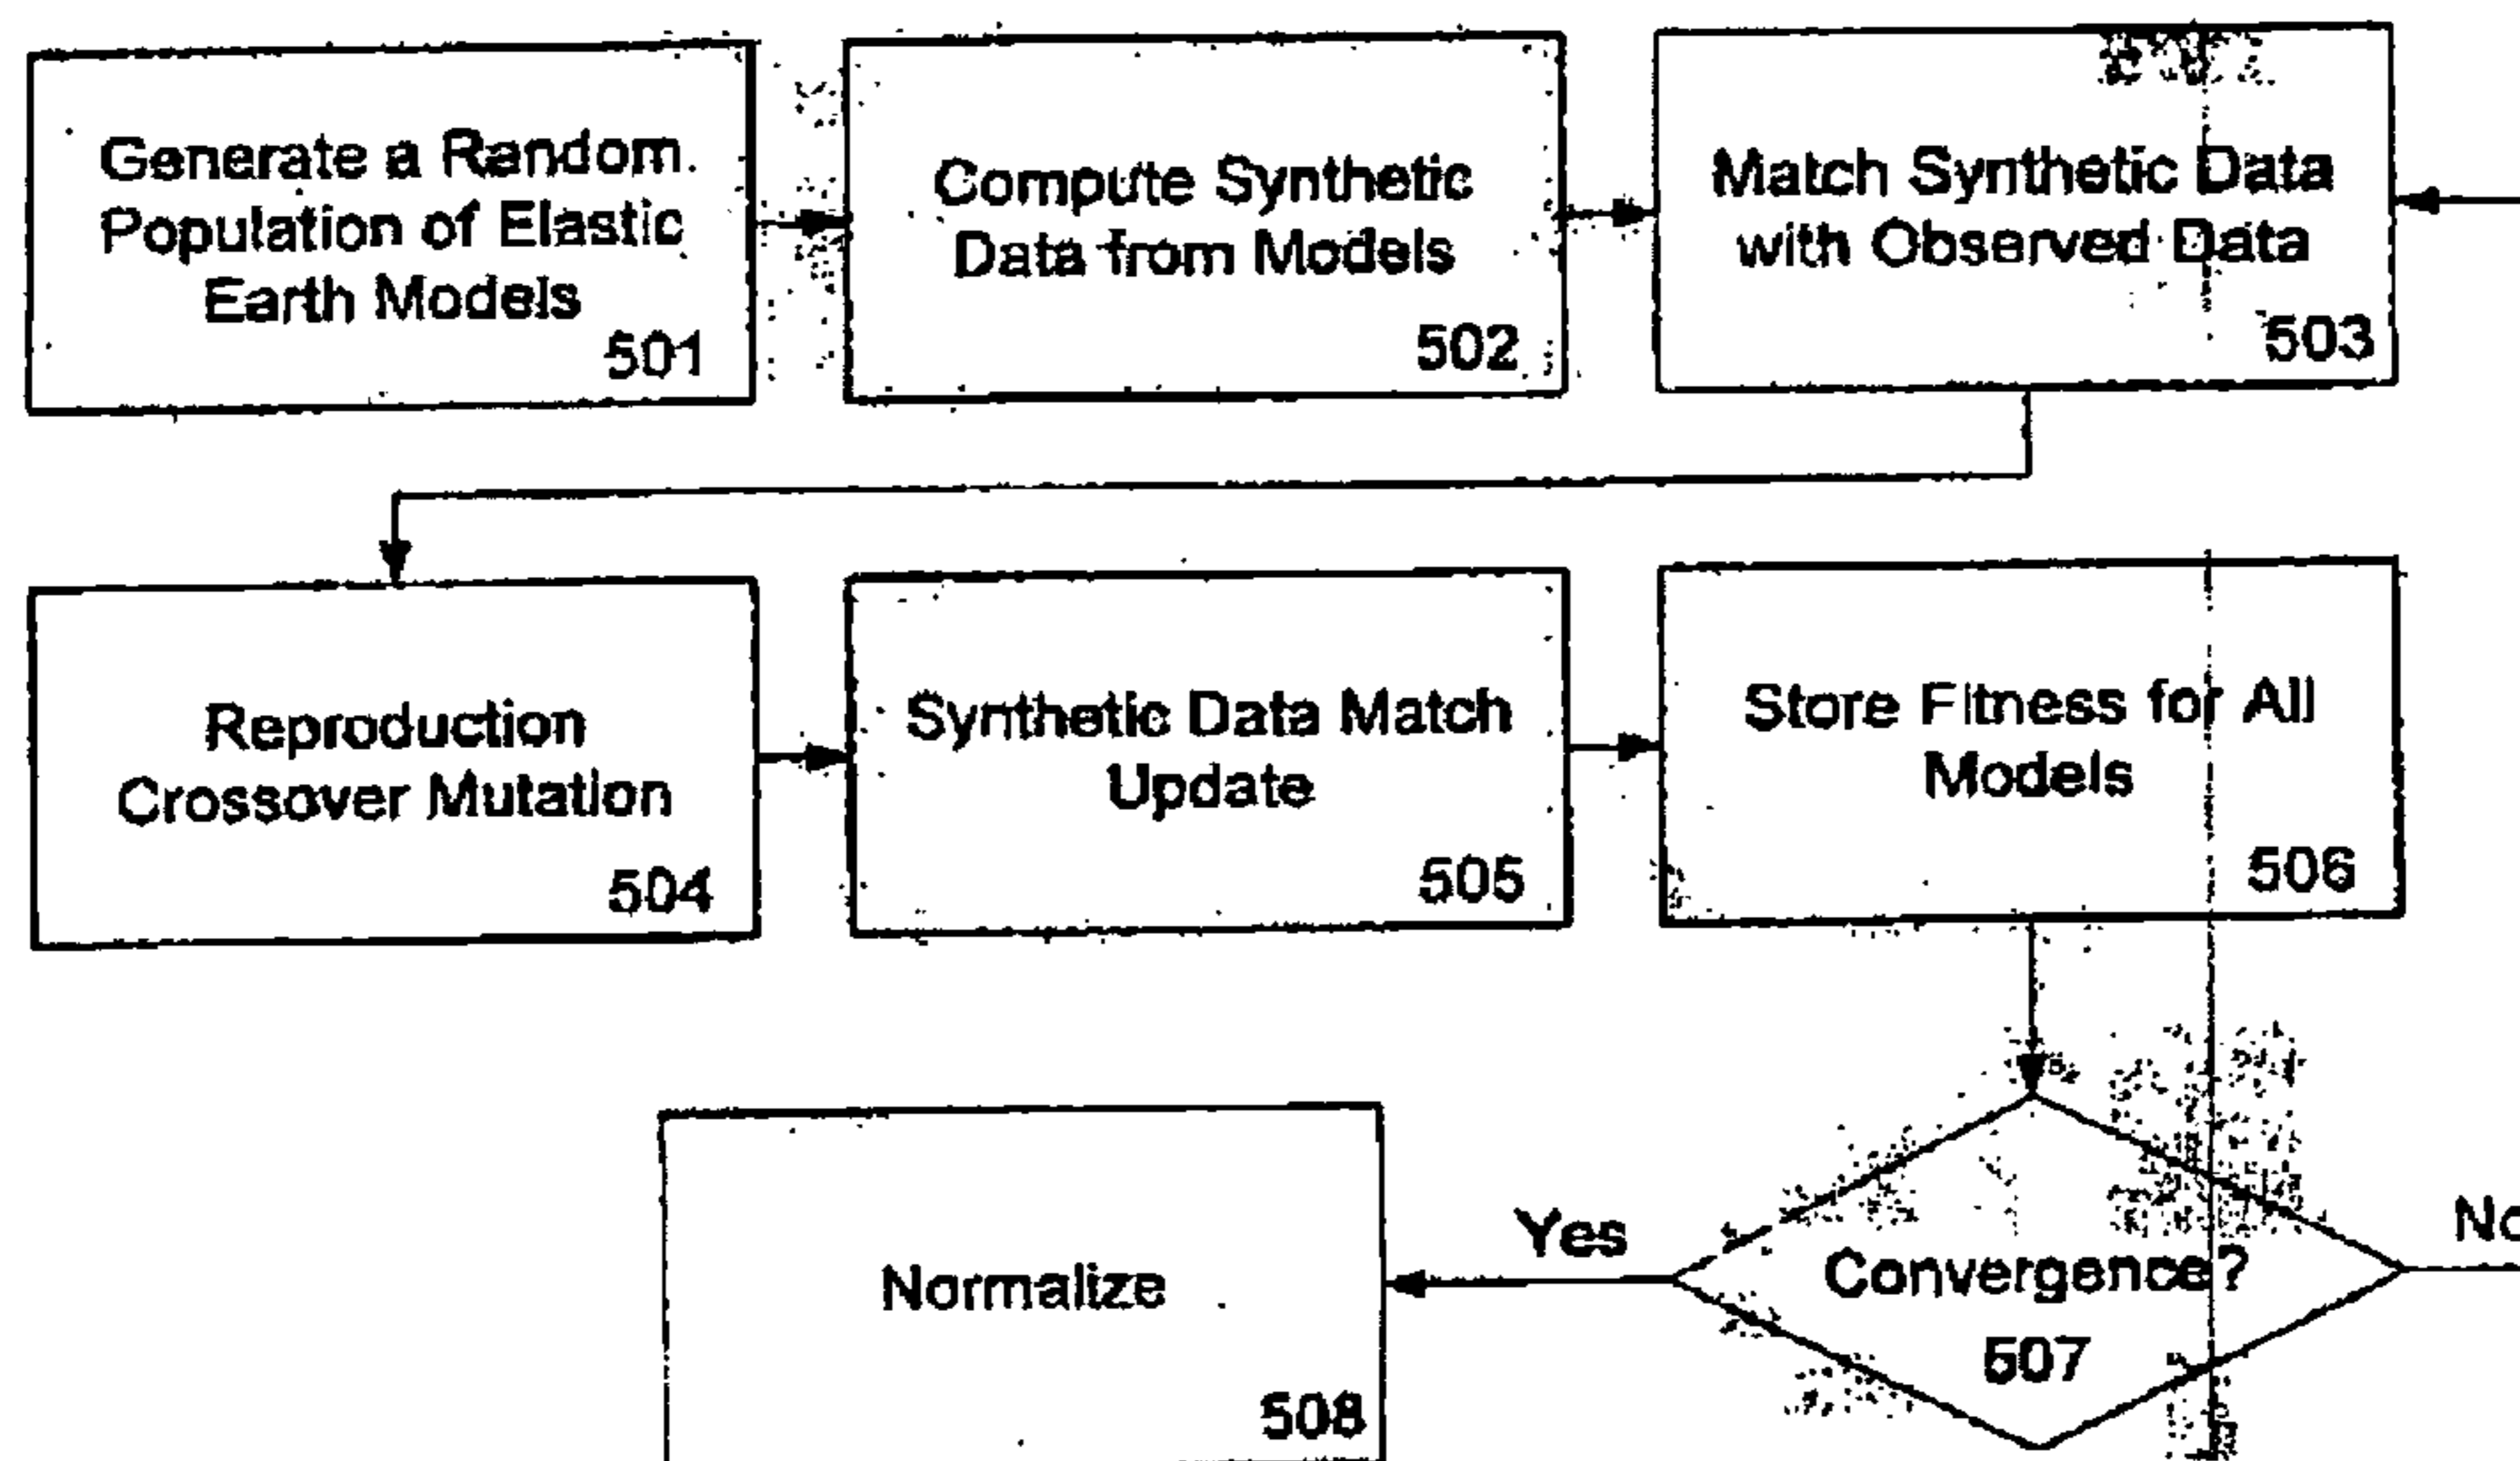 Generate a Random
Population of Elastic
Earth Models
501
Compute Synthetic
Data from Models
502
Match Synthetic Data
with Observed Data
503
Reproduction
Crossover Mutation
504
Synthetic Data Match
Update
505
Store Fitness for All
Models
506
Normalize
508
Yes
Convergence?
507
No